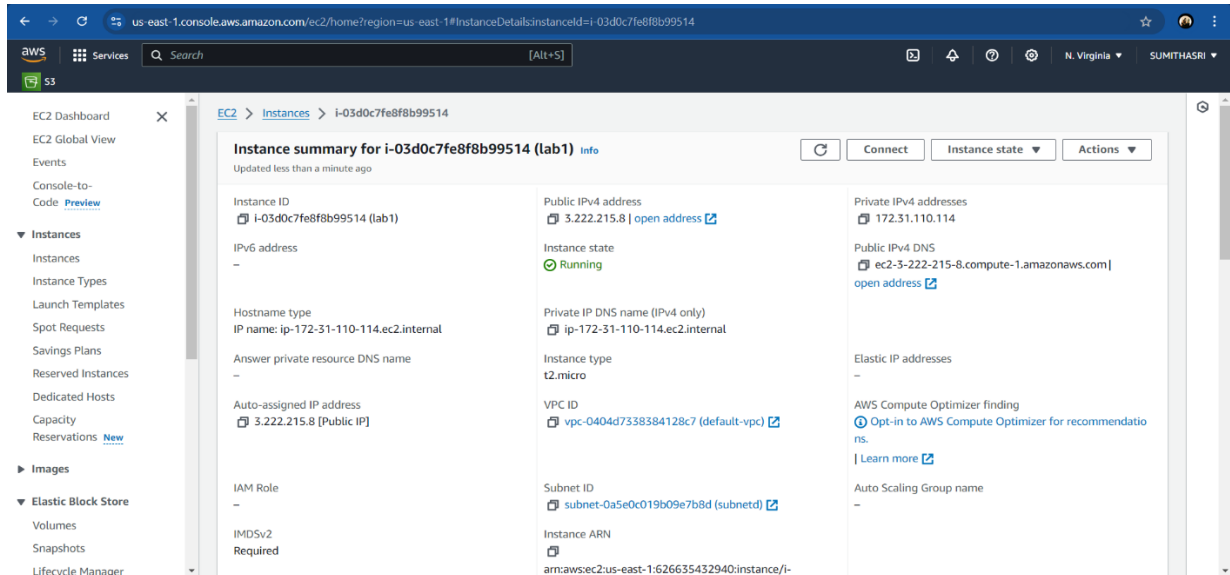 us-east-1.console.aws.amazon.com/ec2/home?region=us-east-1#InstanceDetails:instanceId=i-03d0c7fe8f8b99514
aws Services Search [Alt+S] N. Virginia ▼ SUMITHASRI ▼
S3
EC2 Dashboard
EC2 Global View
Events
Console-to-
Code Preview
▼ Instances
Instances
Instance Types
Launch Templates
Spot Requests
Savings Plans
Reserved Instances
Dedicated Hosts
Capacity
Reservations New
▶ Images
▼ Elastic Block Store
Volumes
Snapshots
Lifecycle Manager
EC2 > Instances > i-03d0c7fe8f8b99514
Instance summary for i-03d0c7fe8f8b99514 (lab1) Info
Updated less than a minute ago
Connect Instance state ▼ Actions ▼
Instance ID
i-03d0c7fe8f8b99514 (lab1)
Public IPv4 address
3.222.215.8 | open address
Private IPv4 addresses
172.31.110.114
IPv6 address
–
Instance state
Running
Public IPv4 DNS
ec2-3-222-215-8.compute-1.amazonaws.com |
open address
Hostname type
IP name: ip-172-31-110-114.ec2.internal
Private IP DNS name (IPv4 only)
ip-172-31-110-114.ec2.internal
Answer private resource DNS name
–
Instance type
t2.micro
Elastic IP addresses
–
Auto-assigned IP address
3.222.215.8 [Public IP]
VPC ID
vpc-0404d7338384128c7 (default-vpc)
AWS Compute Optimizer finding
Opt-in to AWS Compute Optimizer for recommendatio
ns.
| Learn more
IAM Role
–
Subnet ID
subnet-0a5e0c019b09e7b8d (subnetd)
Auto Scaling Group name
–
IMDSv2
Required
Instance ARN
arn:aws:ec2:us-east-1:626635432940:instance/i-